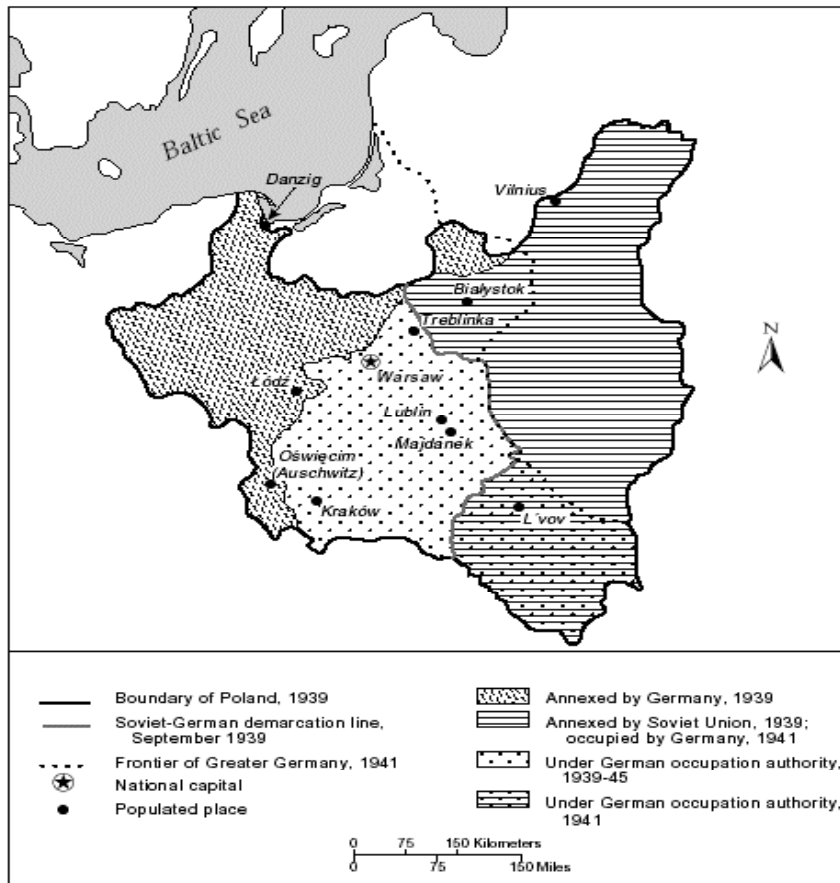 Baltic Sea
Danzig
Vilnius
Białystok
Treblinka
N
Warsaw
Łódź
Lublin
Majdanek
Oświęcim
(Auschwitz)
Kraków
L'vov
Boundary of Poland, 1939
Soviet-German demarcation line,
September 1939
Frontier of Greater Germany, 1941
National capital
Populated place
Annexed by Germany, 1939
Annexed by Soviet Union, 1939;
occupied by Germany, 1941
Under German occupation authority,
1939-45
Under German occupation authority,
1941
0 75 150 Kilometers
0 75 150 Miles